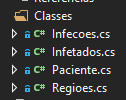 Classes
C# Infecoes.cs
C# Infetados.cs
C# Paciente.cs
C# Regioes.cs